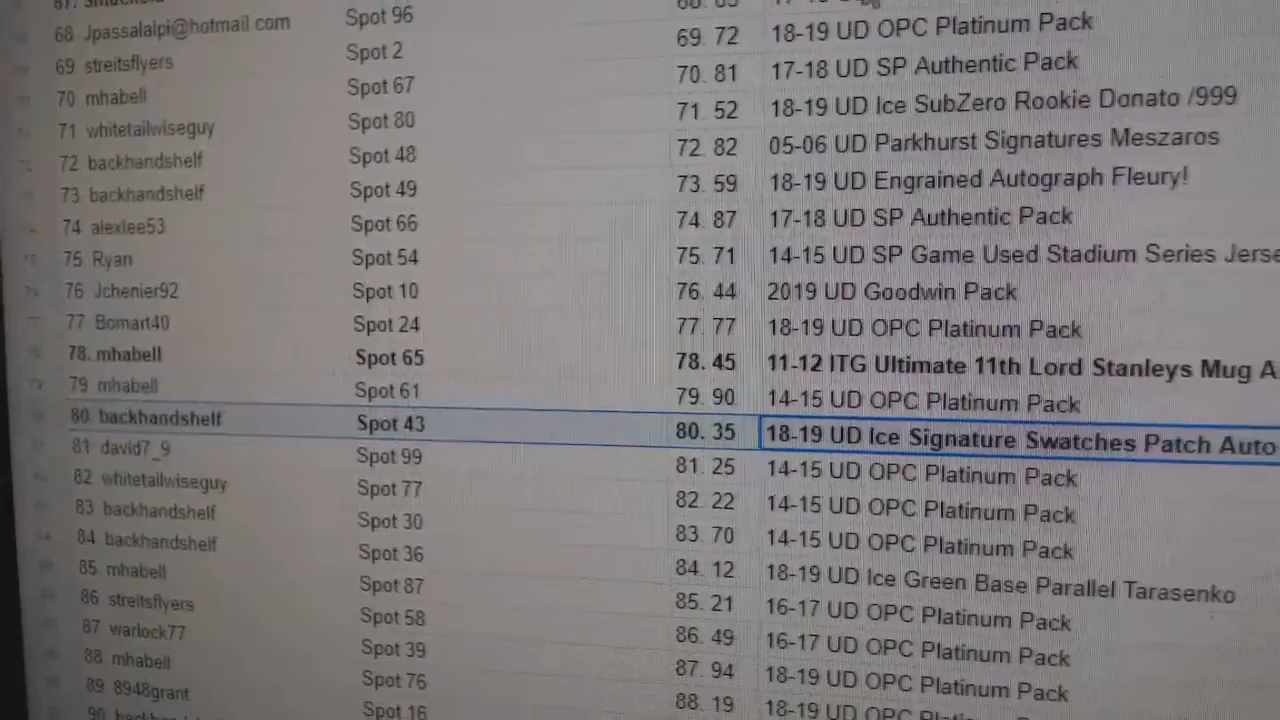 68 Jpassalaipi@hotmail com Spot 96
69 streitsflyers Spot 2 69. 72 18-19 UD OPC Platinum Pack
70 mhabell Spot 67 70. 81 17-18 UD SP Authentic Pack
71 whitetailwiseguy Spot 80 71. 52 18-19 UD Ice SubZero Rookie Donato /999
72 backhandshelf Spot 48 72. 82 05-06 UD Parkhurst Signatures Meszaros
73 backhandshelf Spot 49 73. 59 18-19 UD Engrained Autograph Fleury!
74 alexlee53 Spot 66 74. 87 17-18 UD SP Authentic Pack
75 Ryan Spot 54 75. 71 14-15 UD SP Game Used Stadium Series Jerse
76 Jchenier92 Spot 10 76. 44 2019 UD Goodwin Pack
77 Bomart40 Spot 24 77. 77 18-19 UD OPC Platinum Pack
78. mhabell Spot 65 78. 45 11-12 ITG Ultimate 11th Lord Stanleys Mug A
79 mhabell Spot 61 79. 90 14-15 UD OPC Platinum Pack
80. backhandshelf Spot 43 80. 35 18-19 UD Ice Signature Swatches Patch Auto
81 david7_9 Spot 99 81. 25 14-15 UD OPC Platinum Pack
82 whitetailwiseguy Spot 77 82. 22 14-15 UD OPC Platinum Pack
83 backhandshelf Spot 30 83. 70 14-15 UD OPC Platinum Pack
84 backhandshelf Spot 36 84. 12 18-19 UD Ice Green Base Parallel Tarasenko
85 mhabell Spot 87 85. 21 16-17 UD OPC Platinum Pack
86 streitsflyers Spot 58 86. 49 16-17 UD OPC Platinum Pack
87 warlock77 Spot 39 87. 94 18-19 UD OPC Platinum Pack
88 mhabell Spot 76 88. 19 18-19 UD OPC
89 8948grant Spot 16